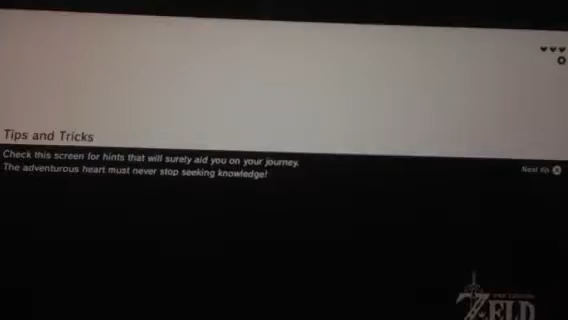 Tips and Tricks
Check this screen for hints that will surely aid you on your journey.
The adventurous heart must never stop seeking knowledge!
Next tip
ZELD